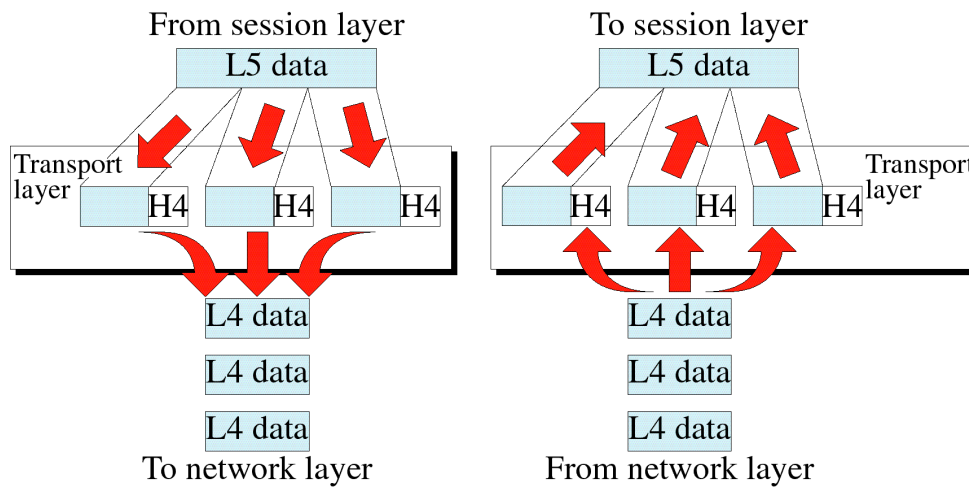 From session layer
L5 data
Transport
layer
H4
H4
H4
L4 data
L4 data
L4 data
To network layer
To session layer
L5 data
Transport
layer
H4
H4
H4
L4 data
L4 data
L4 data
From network layer